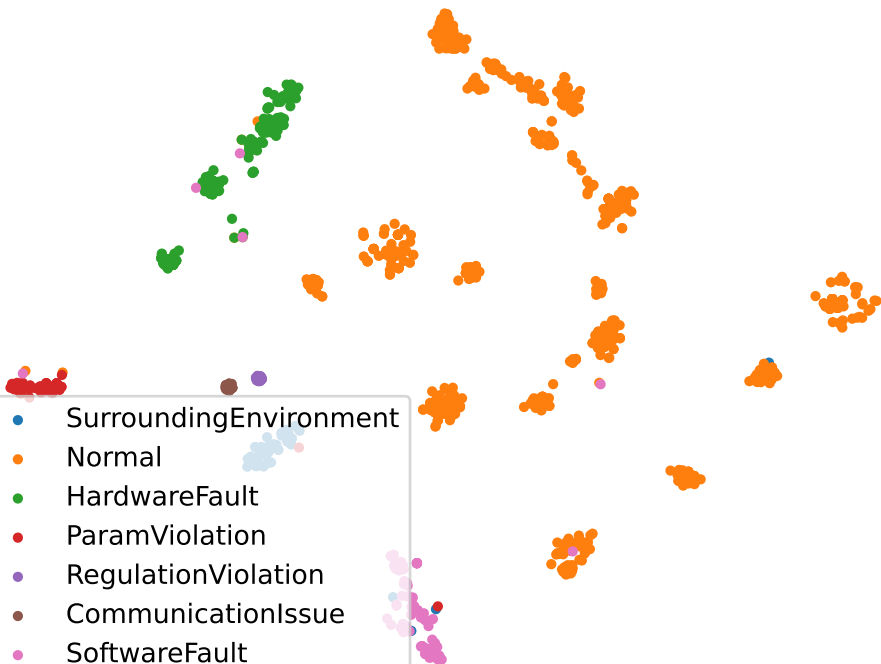 SurroundingEnvironment
Normal
HardwareFault
ParamViolation
RegulationViolation
CommunicationIssue
SoftwareFault